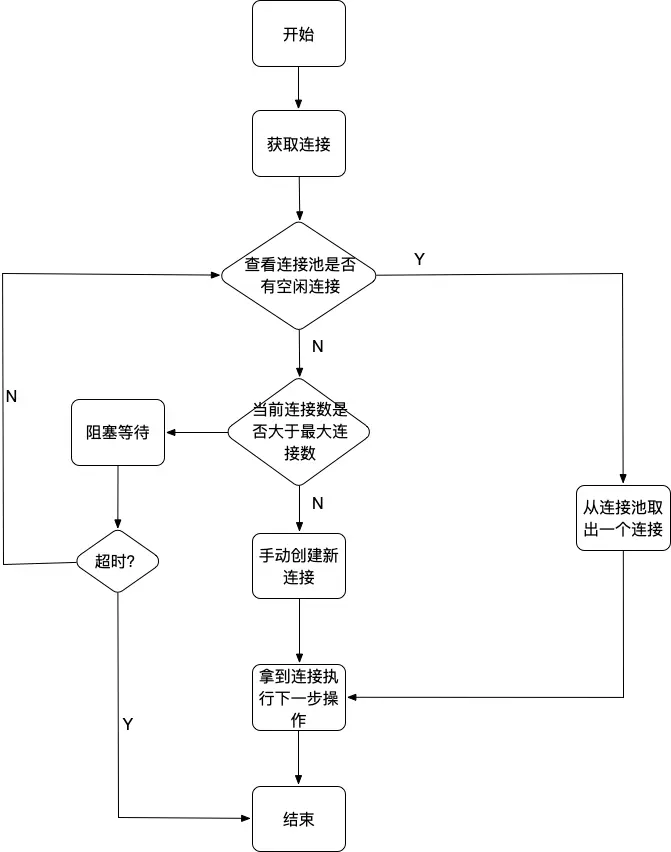 开始
获取连接
查看连接池是否
有空闲连接
Y
N
N
当前连接数是
否大于最大连
接数
阻塞等待
N
从连接池取
出一个连接
超时?
手动创建新
连接
拿到连接执
行下一步操
作
Y
结束